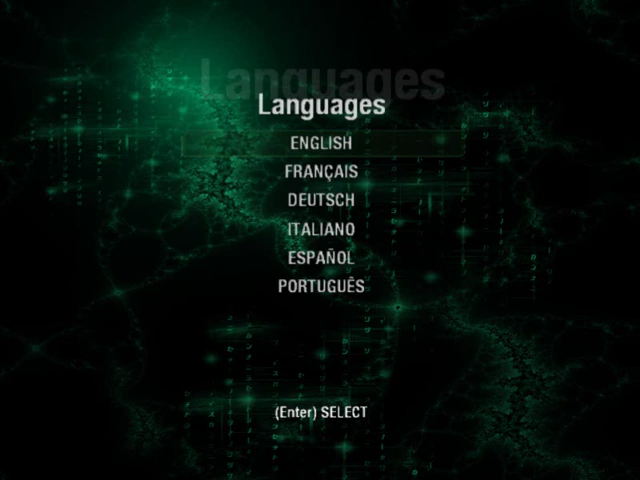 Languages
Languages
ENGLISH
FRANÇAIS
DEUTSCH
ITALIANO
ESPAÑOL
PORTUGUÊS
(Enter) SELECT